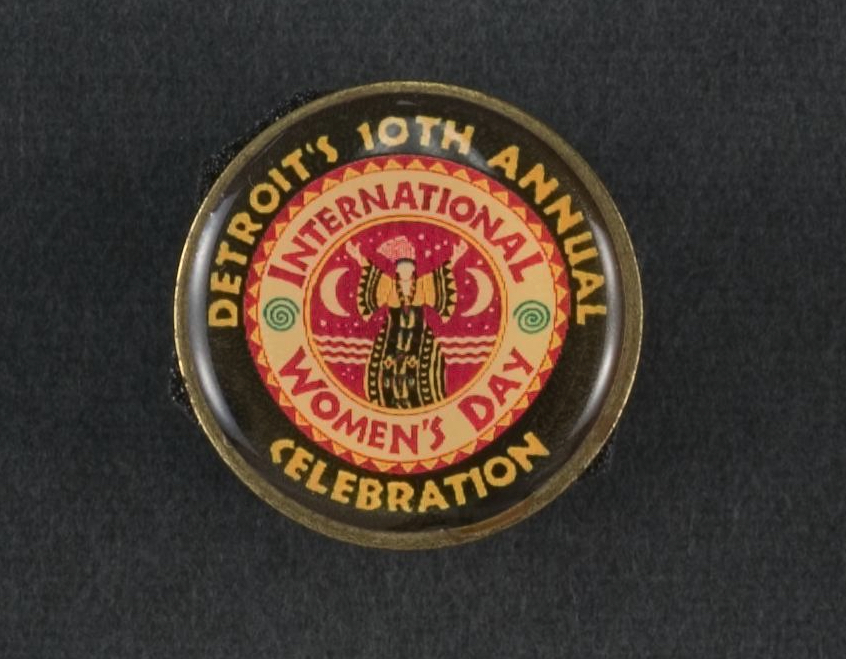 DETROIT'S 10TH ANNUAL
INTERNATIONAL
WOMEN'S DAY
CELEBRATION